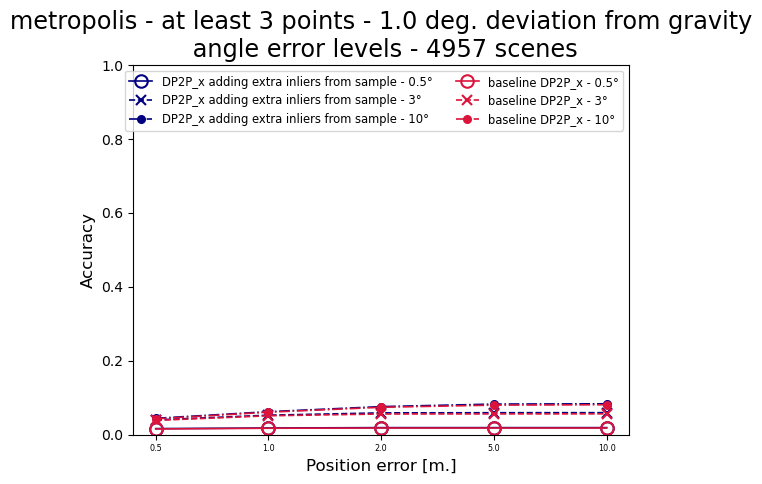 metropolis - at least 3 points - 1.0 deg. deviation from gravity
angle error levels - 4957 scenes
DP2P_x adding extra inliers from sample - 0.5°
DP2P_x adding extra inliers from sample - 3°
DP2P_x adding extra inliers from sample - 10°
baseline DP2P_x - 0.5°
baseline DP2P_x - 3°
baseline DP2P_x - 10°
1.0
0.8
0.6
0.4
0.2
0.0
Accuracy
0.5 1.0 2.0 5.0 10.0
Position error [m.]